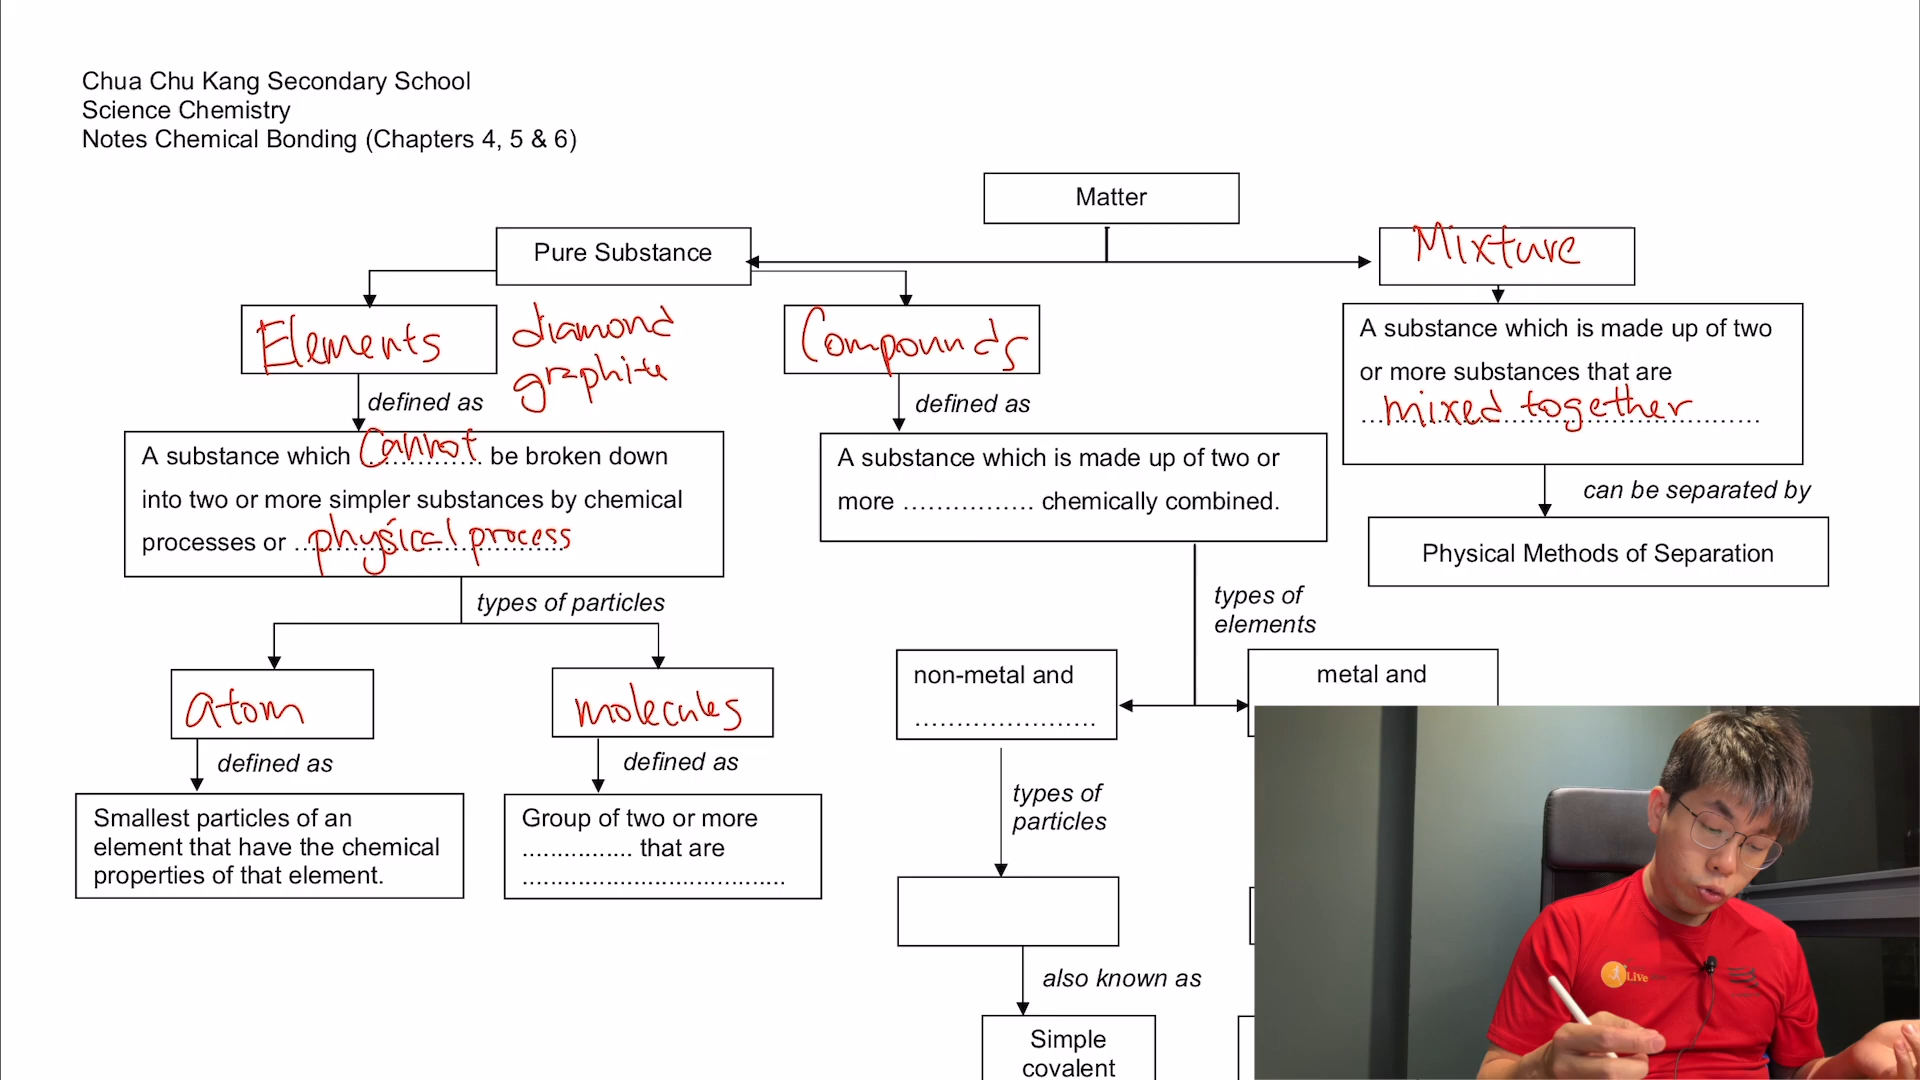 Chua Chu Kang Secondary School
Science Chemistry
Notes Chemical Bonding (Chapters 4, 5 & 6)
Matter
Pure Substance
Mixture
Elements
diamond
graphite
Compounds
A substance which is made up of two
or more substances that are
mixed together
defined as
defined as
A substance which cannot be broken down
into two or more simpler substances by chemical
processes or physical process
A substance which is made up of two or
more ................ chemically combined.
can be separated by
Physical Methods of Separation
types of particles
types of
elements
atom
molecules
non-metal and
......................
metal and
defined as
defined as
Smallest particles of an
element that have the chemical
properties of that element.
Group of two or more
................ that are
......................................
types of
particles
also known as
Simple
covalent
Live